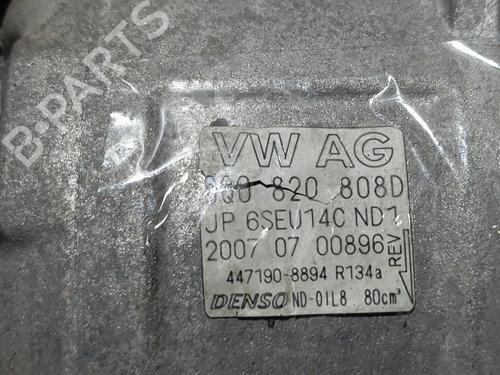 B-PARTS
VW AG
6Q0 820 808D
JP 6SEU14C ND1
2007 07 00896
REV
447190-8894 R134a
DENSO ND-OIL8 80cm³